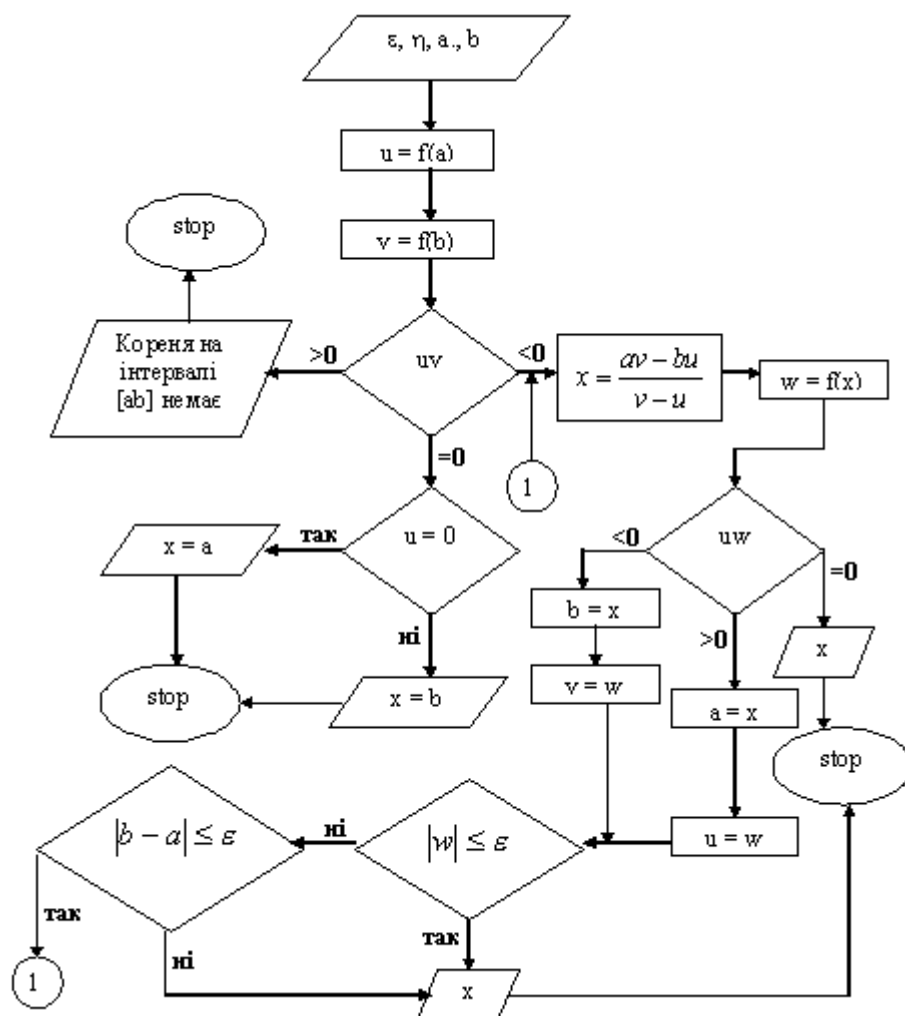 ε, η, a., b
u = f(a)
stop
v = f(b)
Кореня на
інтервалі
[ab] немає
>0
uv
<0
x = \frac{av − bu}{v − u}
w = f(x)
=0
1
x = a
так
u = 0
<0
uw
=0
b = x
>0
ні
x
stop
x = b
v = w
a = x
stop
|b − a| ≤ ε
ні
|w| ≤ ε
u = w
так
ні
так
1
x